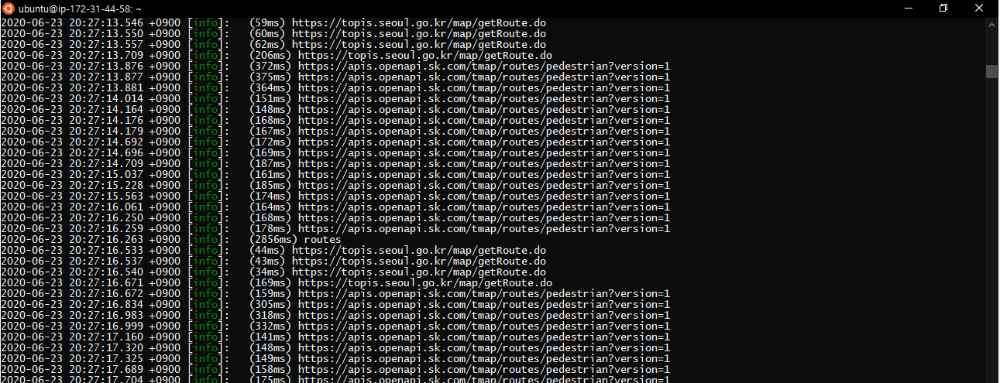 ubuntu@ip-172-31-44-58: ~
2020-06-23 20:27:13.546 +0900 [info]: (59ms) https://topis.seoul.go.kr/map/getRoute.do
2020-06-23 20:27:13.550 +0900 [info]: (60ms) https://topis.seoul.go.kr/map/getRoute.do
2020-06-23 20:27:13.557 +0900 [info]: (62ms) https://topis.seoul.go.kr/map/getRoute.do
2020-06-23 20:27:13.709 +0900 [info]: (206ms) https://topis.seoul.go.kr/map/getRoute.do
2020-06-23 20:27:13.876 +0900 [info]: (372ms) https://apis.openapi.sk.com/tmap/routes/pedestrian?version=1
2020-06-23 20:27:13.877 +0900 [info]: (375ms) https://apis.openapi.sk.com/tmap/routes/pedestrian?version=1
2020-06-23 20:27:13.881 +0900 [info]: (364ms) https://apis.openapi.sk.com/tmap/routes/pedestrian?version=1
2020-06-23 20:27:14.014 +0900 [info]: (151ms) https://apis.openapi.sk.com/tmap/routes/pedestrian?version=1
2020-06-23 20:27:14.164 +0900 [info]: (148ms) https://apis.openapi.sk.com/tmap/routes/pedestrian?version=1
2020-06-23 20:27:14.176 +0900 [info]: (168ms) https://apis.openapi.sk.com/tmap/routes/pedestrian?version=1
2020-06-23 20:27:14.179 +0900 [info]: (167ms) https://apis.openapi.sk.com/tmap/routes/pedestrian?version=1
2020-06-23 20:27:14.692 +0900 [info]: (172ms) https://apis.openapi.sk.com/tmap/routes/pedestrian?version=1
2020-06-23 20:27:14.696 +0900 [info]: (169ms) https://apis.openapi.sk.com/tmap/routes/pedestrian?version=1
2020-06-23 20:27:14.709 +0900 [info]: (187ms) https://apis.openapi.sk.com/tmap/routes/pedestrian?version=1
2020-06-23 20:27:15.037 +0900 [info]: (161ms) https://apis.openapi.sk.com/tmap/routes/pedestrian?version=1
2020-06-23 20:27:15.228 +0900 [info]: (185ms) https://apis.openapi.sk.com/tmap/routes/pedestrian?version=1
2020-06-23 20:27:15.563 +0900 [info]: (174ms) https://apis.openapi.sk.com/tmap/routes/pedestrian?version=1
2020-06-23 20:27:16.061 +0900 [info]: (164ms) https://apis.openapi.sk.com/tmap/routes/pedestrian?version=1
2020-06-23 20:27:16.250 +0900 [info]: (168ms) https://apis.openapi.sk.com/tmap/routes/pedestrian?version=1
2020-06-23 20:27:16.259 +0900 [info]: (178ms) https://apis.openapi.sk.com/tmap/routes/pedestrian?version=1
2020-06-23 20:27:16.263 +0900 [info]: (2856ms) routes
2020-06-23 20:27:16.533 +0900 [info]: (44ms) https://topis.seoul.go.kr/map/getRoute.do
2020-06-23 20:27:16.537 +0900 [info]: (43ms) https://topis.seoul.go.kr/map/getRoute.do
2020-06-23 20:27:16.540 +0900 [info]: (34ms) https://topis.seoul.go.kr/map/getRoute.do
2020-06-23 20:27:16.671 +0900 [info]: (169ms) https://topis.seoul.go.kr/map/getRoute.do
2020-06-23 20:27:16.672 +0900 [info]: (159ms) https://apis.openapi.sk.com/tmap/routes/pedestrian?version=1
2020-06-23 20:27:16.834 +0900 [info]: (305ms) https://apis.openapi.sk.com/tmap/routes/pedestrian?version=1
2020-06-23 20:27:16.983 +0900 [info]: (318ms) https://apis.openapi.sk.com/tmap/routes/pedestrian?version=1
2020-06-23 20:27:16.999 +0900 [info]: (332ms) https://apis.openapi.sk.com/tmap/routes/pedestrian?version=1
2020-06-23 20:27:17.160 +0900 [info]: (141ms) https://apis.openapi.sk.com/tmap/routes/pedestrian?version=1
2020-06-23 20:27:17.320 +0900 [info]: (148ms) https://apis.openapi.sk.com/tmap/routes/pedestrian?version=1
2020-06-23 20:27:17.325 +0900 [info]: (149ms) https://apis.openapi.sk.com/tmap/routes/pedestrian?version=1
2020-06-23 20:27:17.689 +0900 [info]: (158ms) https://apis.openapi.sk.com/tmap/routes/pedestrian?version=1
2020-06-23 20:27:17.704 +0900 [info]: (175ms) https://apis.openapi.sk.com/tmap/routes/pedestrian?version=1